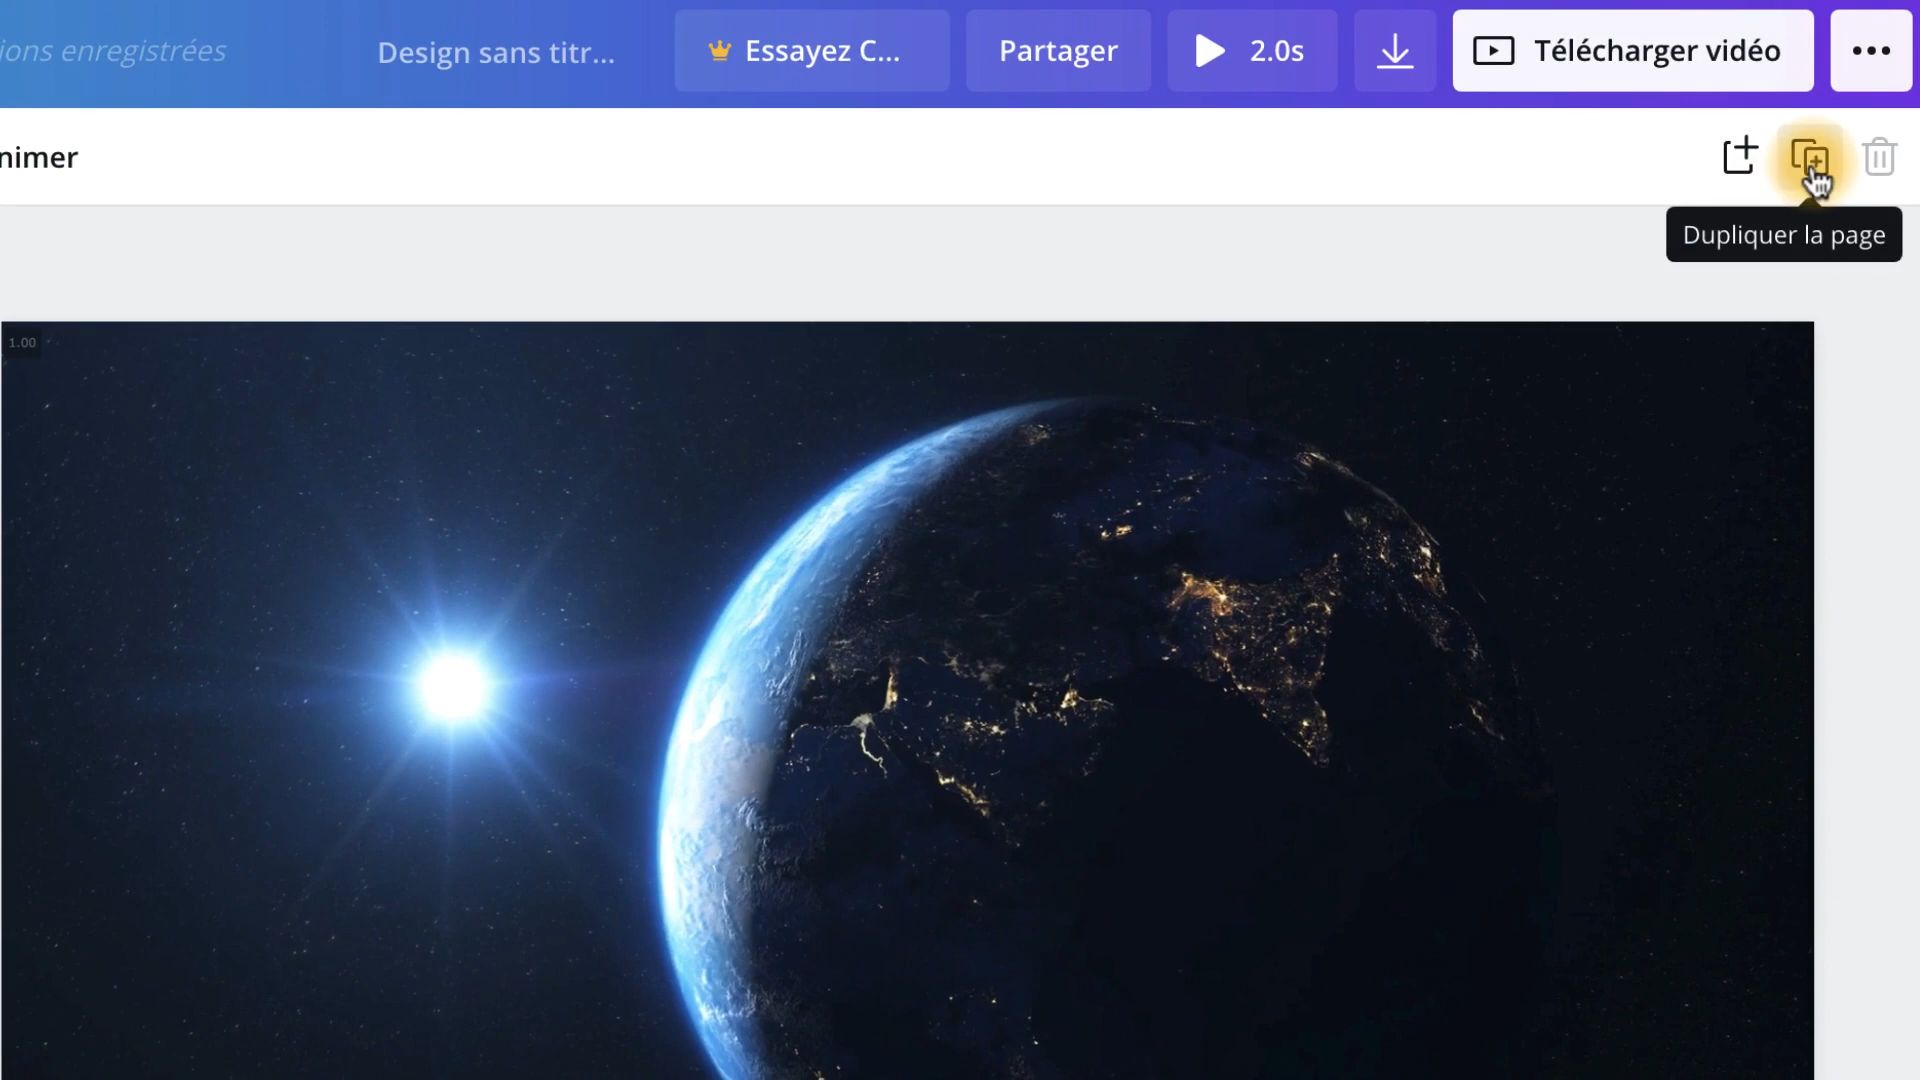 ions enregistrées
Design sans titr...
Essayez C...
Partager
2.0s
Télécharger vidéo
nimer
Dupliquer la page
1.00